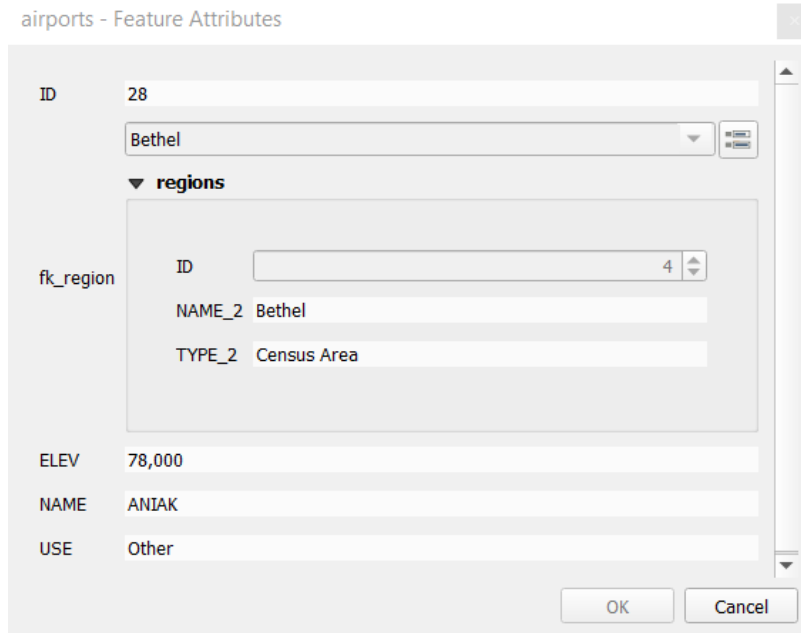 airports - Feature Attributes
ID 28
Bethel
regions
fk_region
ID 4
NAME_2 Bethel
TYPE_2 Census Area
ELEV 78,000
NAME ANIAK
USE Other
OK Cancel